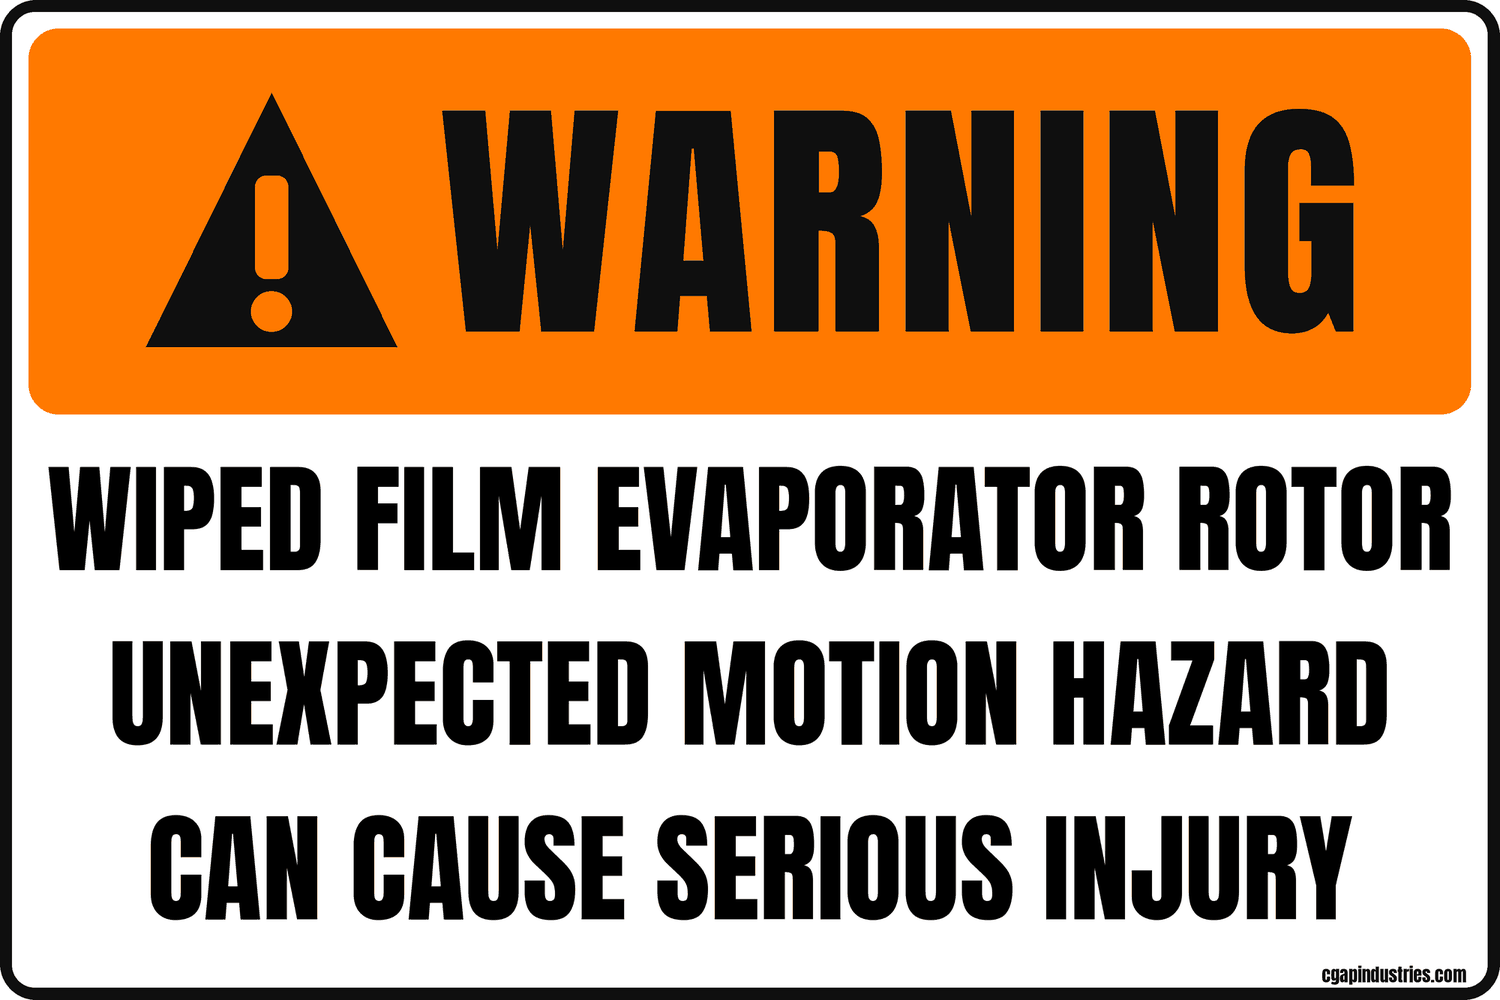 WARNING
WIPED FILM EVAPORATOR ROTOR
UNEXPECTED MOTION HAZARD
CAN CAUSE SERIOUS INJURY
cgapindustries.com